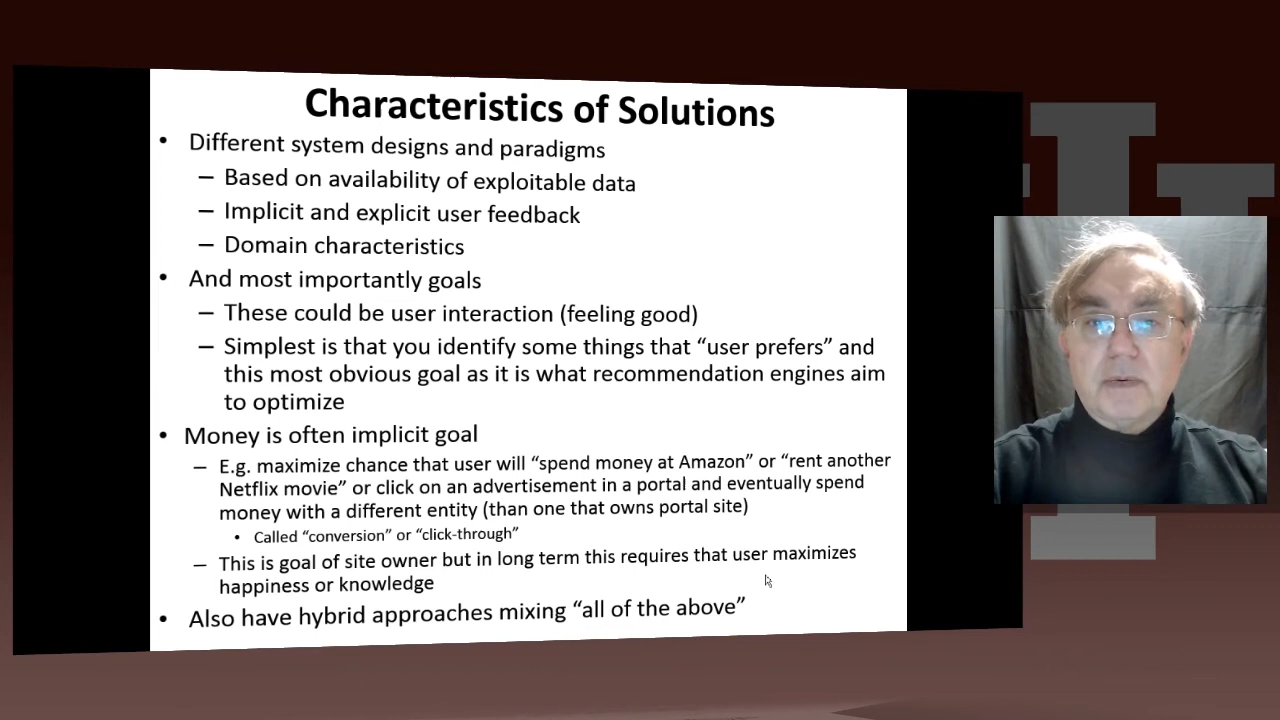 Characteristics of Solutions
• Different system designs and paradigms
– Based on availability of exploitable data
– Implicit and explicit user feedback
– Domain characteristics
• And most importantly goals
– These could be user interaction (feeling good)
– Simplest is that you identify some things that “user prefers” and
this most obvious goal as it is what recommendation engines aim
to optimize
• Money is often implicit goal
– E.g. maximize chance that user will “spend money at Amazon” or “rent another
Netflix movie” or click on an advertisement in a portal and eventually spend
money with a different entity (than one that owns portal site)
• Called “conversion” or “click-through”
– This is goal of site owner but in long term this requires that user maximizes
happiness or knowledge
• Also have hybrid approaches mixing “all of the above”